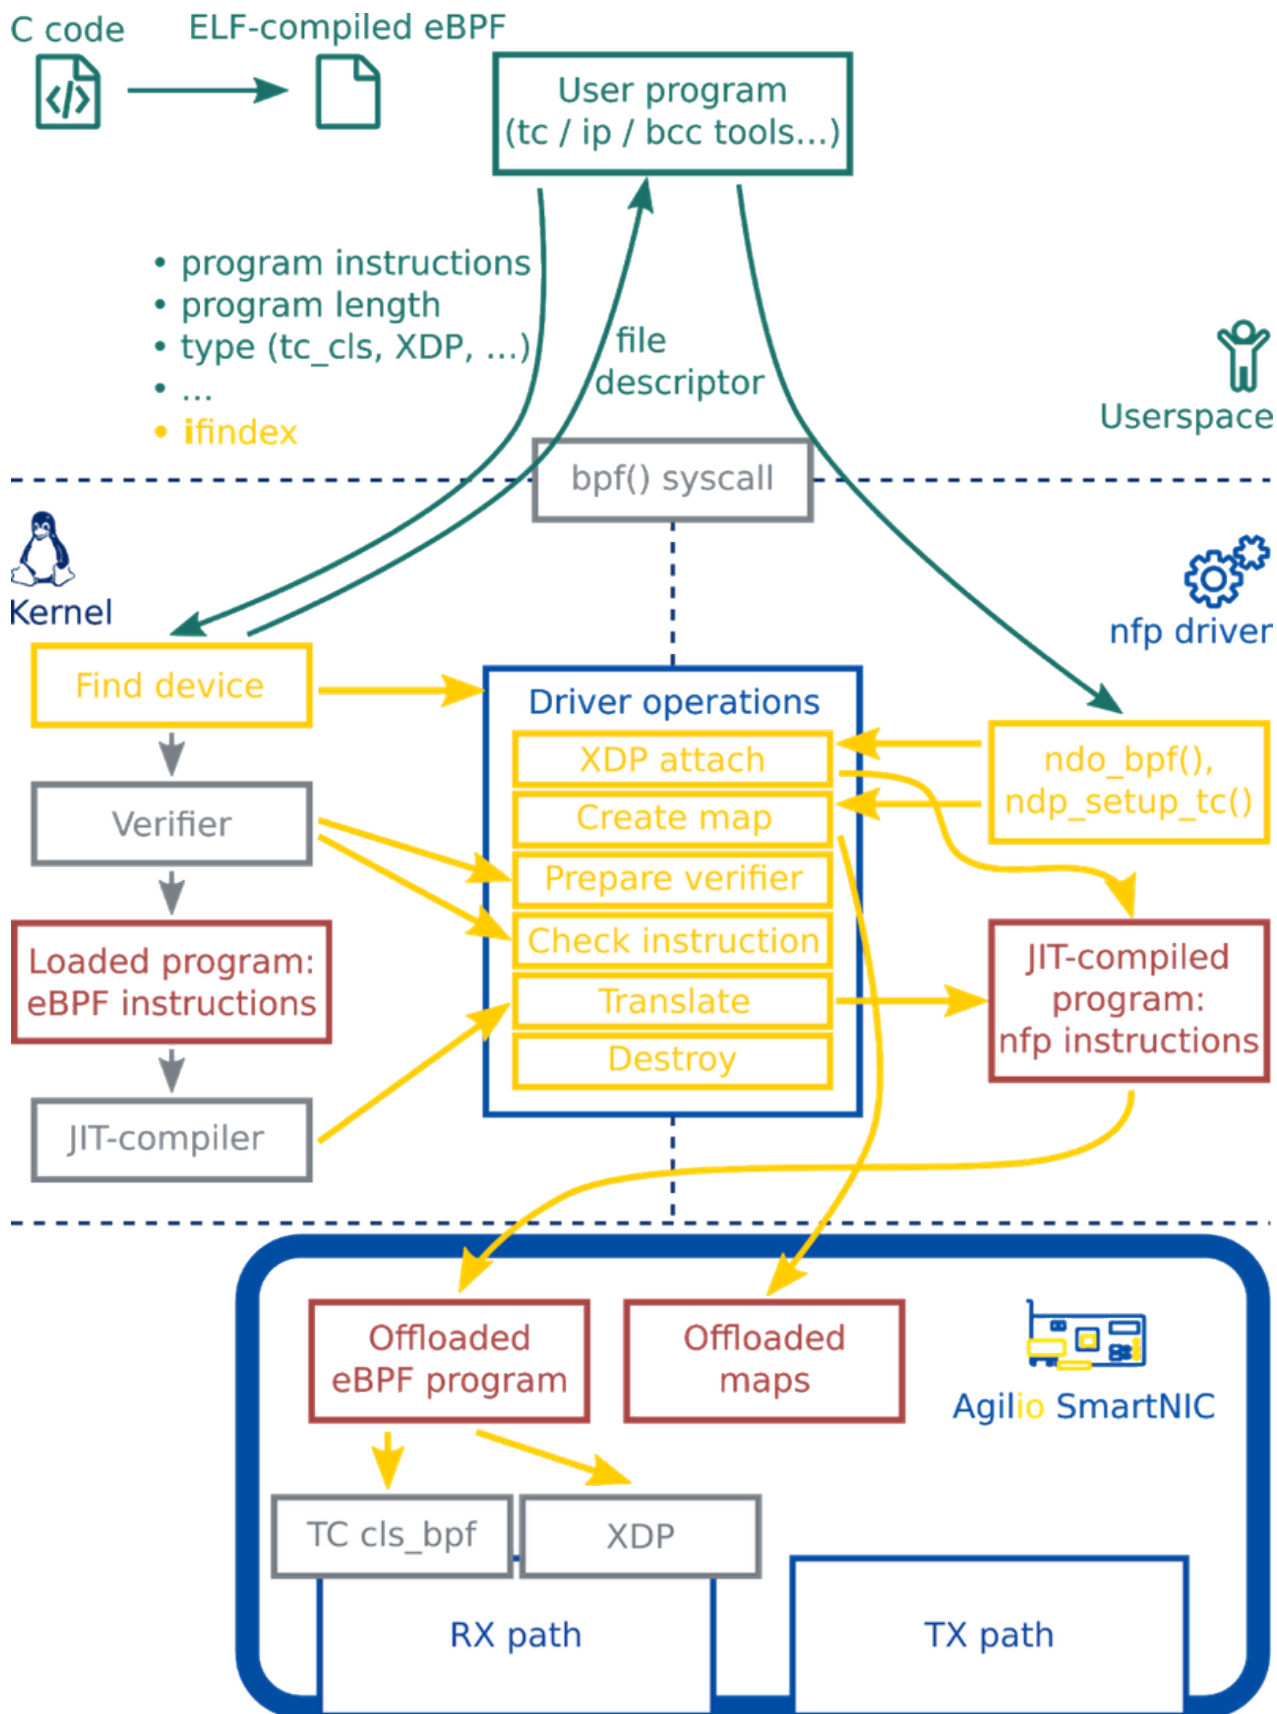 C code
ELF-compiled eBPF
</>
User program
(tc / ip / bcc tools...)
• program instructions
• program length
• type (tc_cls, XDP, ...)
• ...
• ifindex
file
descriptor
Userspace
bpf() syscall
Kernel
nfp driver
Find device
Driver operations
XDP attach
ndo_bpf(),
ndp_setup_tc()
Create map
Verifier
Prepare verifier
Check instruction
Loaded program:
eBPF instructions
JIT-compiled
program:
nfp instructions
Translate
Destroy
JIT-compiler
Offloaded
eBPF program
Offloaded
maps
Agilio SmartNIC
TC cls_bpf
XDP
RX path
TX path